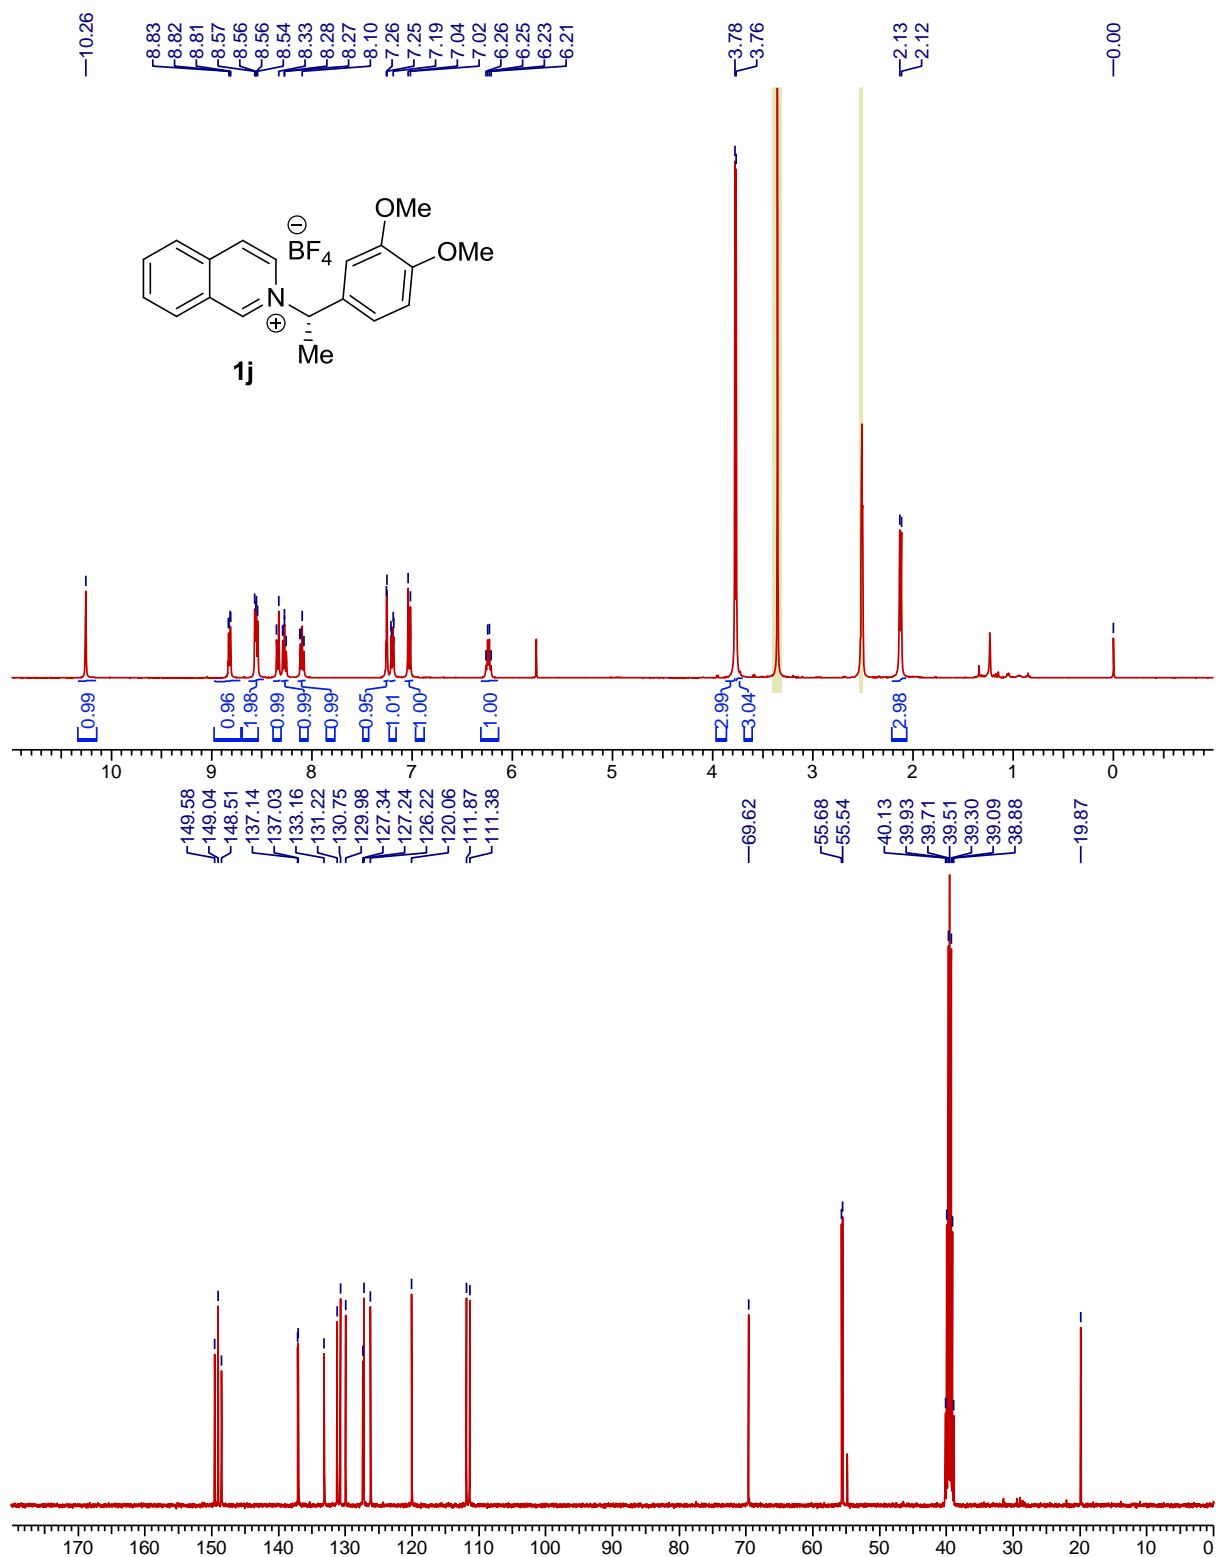 10.26 8.83 8.82 8.81 8.57 8.56 8.56 8.54 8.33 8.28 8.27 8.10 7.26 7.25 7.19 7.04 7.02 6.26 6.25 6.23 6.21 3.78 3.76 2.13 2.12 0.00
OMe
⊖
BF4
OMe
N
⊕
Me
1j
0.99 0.96 1.98 0.99 0.99 0.99 0.95 1.01 1.00 1.00 2.99 3.04 2.98
10 9 8 7 6 5 4 3 2 1 0
149.58 149.04 148.51 137.14 137.03 133.16 131.22 130.75 129.98 127.34 127.24 126.22 120.06 111.87 111.38 69.62 55.68 55.54 40.13 39.93 39.71 39.51 39.30 39.09 38.88 19.87
170 160 150 140 130 120 110 100 90 80 70 60 50 40 30 20 10 0